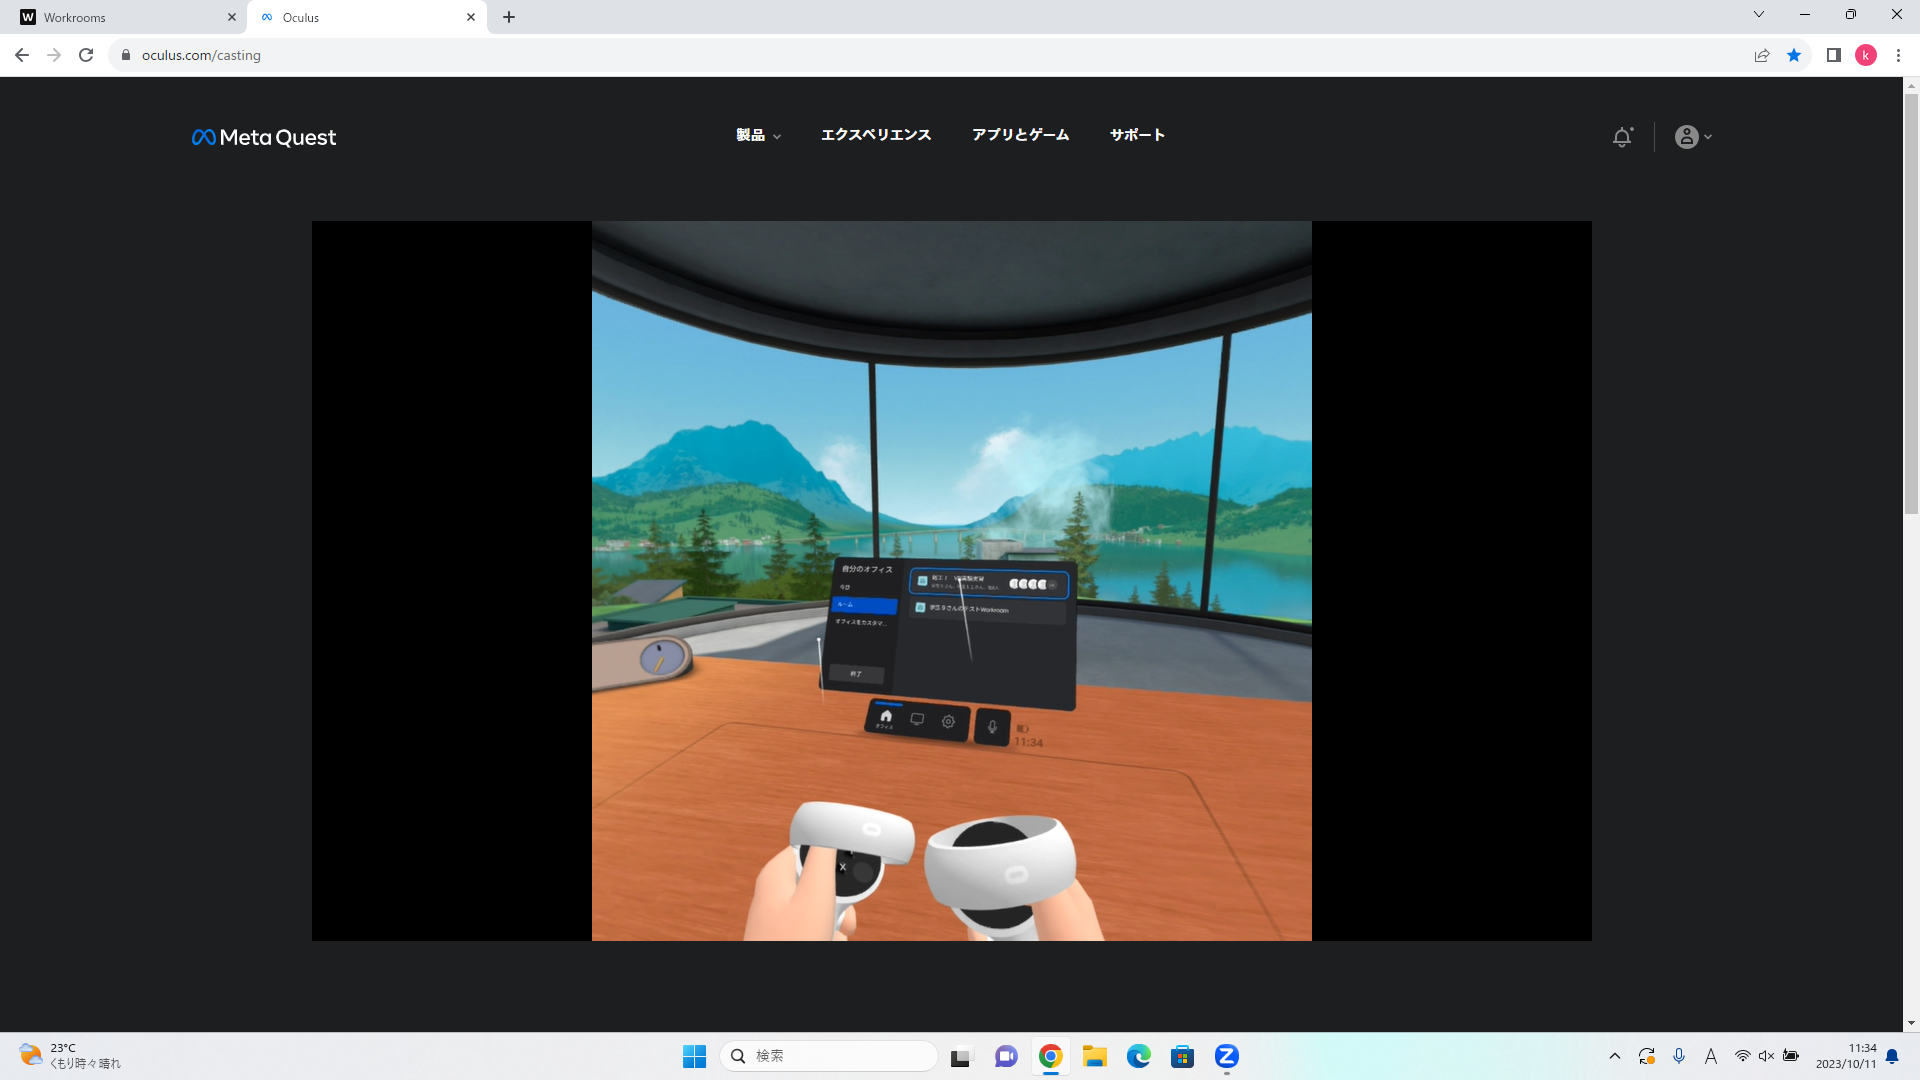 Workrooms
Oculus
oculus.com/casting
k
Meta Quest
製品
エクスペリエンス
アプリとゲーム
サポート
自分のオフィス
今日
ルーム
オフィスをカスタマ...
終了
オフィス
11:34
X
23°C
くもり時々晴れ
検索
A
11:34
2023/10/11